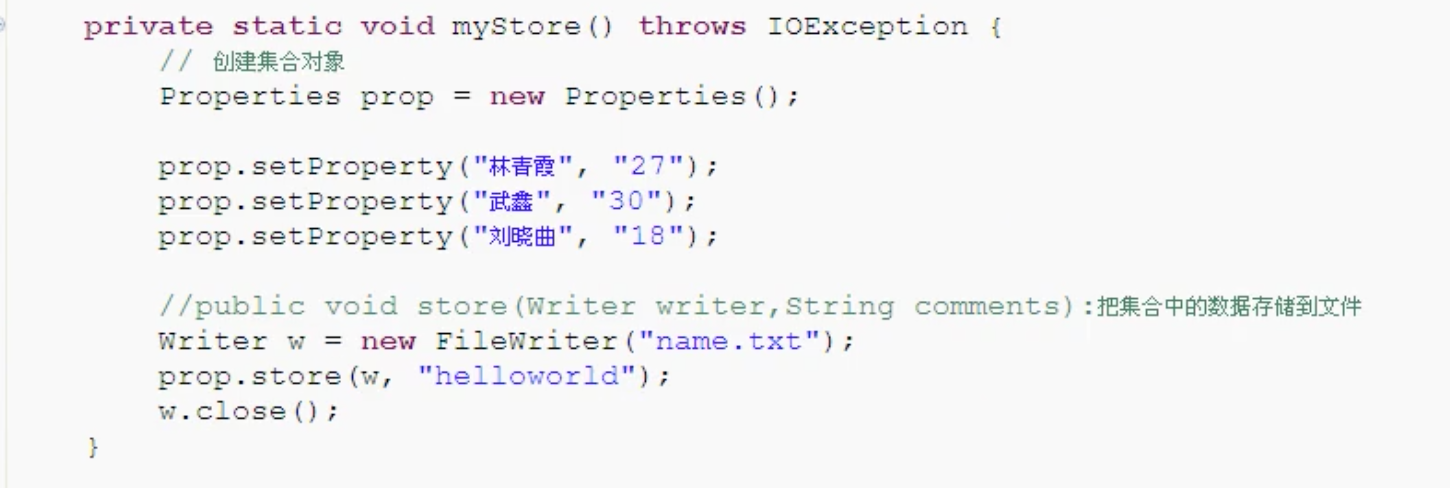 private static void myStore() throws IOException {
// 创建集合对象
Properties prop = new Properties();
prop.setProperty("林青霞", "27");
prop.setProperty("武鑫", "30");
prop.setProperty("刘晓曲", "18");
//public void store(Writer writer,String comments):把集合中的数据存储到文件
Writer w = new FileWriter("name.txt");
prop.store(w, "helloworld");
w.close();
}